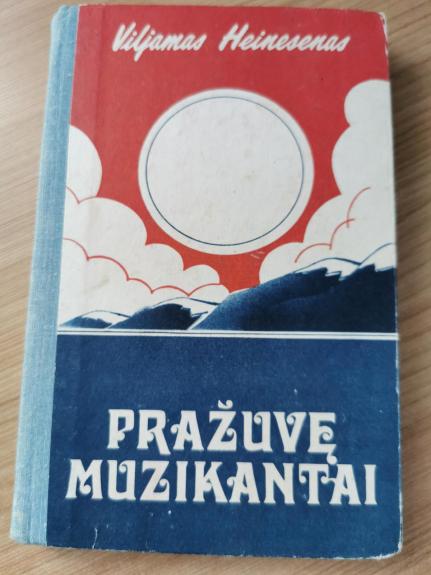 Viljamas Heinesenas
PRAŽUVĘ
MUZIKANTAI